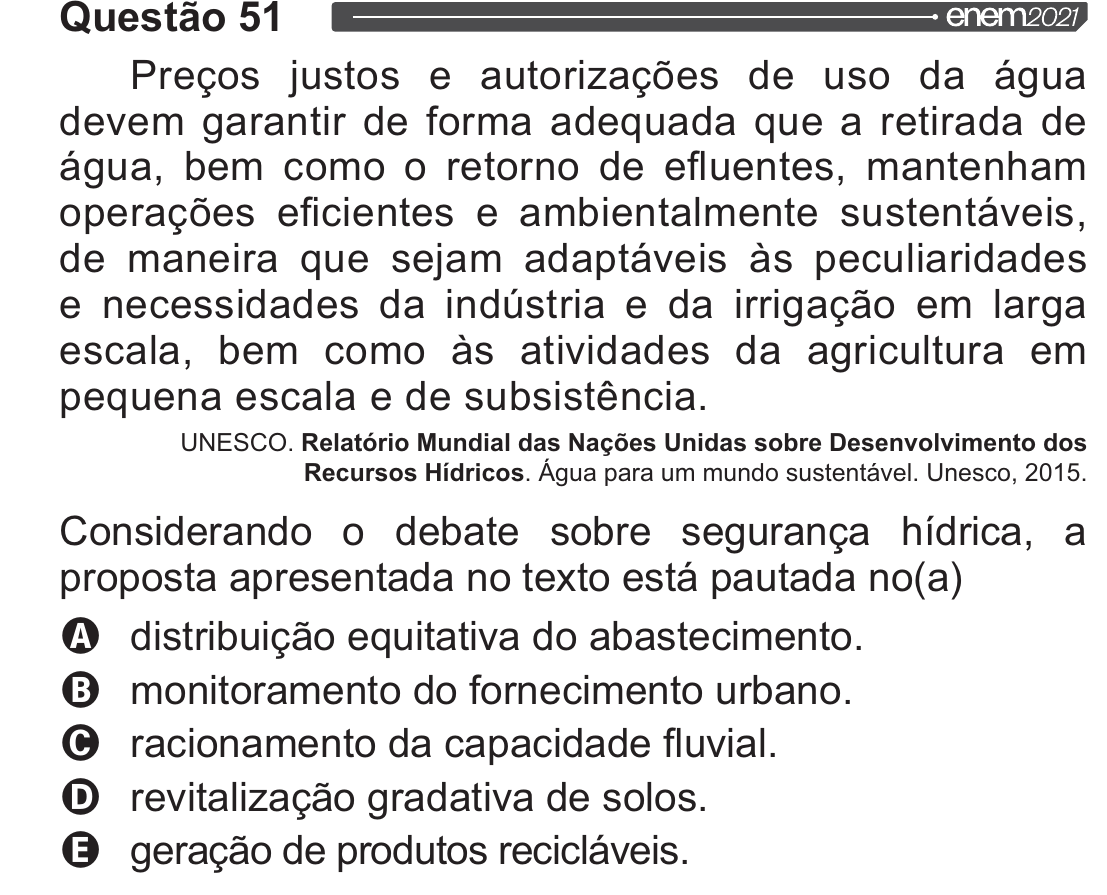 Questão 51
enem2021
Preços justos e autorizações de uso da água
devem garantir de forma adequada que a retirada de
água, bem como o retorno de efluentes, mantenham
operações eficientes e ambientalmente sustentáveis,
de maneira que sejam adaptáveis às peculiaridades
e necessidades da indústria e da irrigação em larga
escala, bem como às atividades da agricultura em
pequena escala e de subsistência.
UNESCO. Relatório Mundial das Nações Unidas sobre Desenvolvimento dos
Recursos Hídricos. Água para um mundo sustentável. Unesco, 2015.
Considerando o debate sobre segurança hídrica, a
proposta apresentada no texto está pautada no(a)
A distribuição equitativa do abastecimento.
B monitoramento do fornecimento urbano.
C racionamento da capacidade fluvial.
D revitalização gradativa de solos.
E geração de produtos recicláveis.